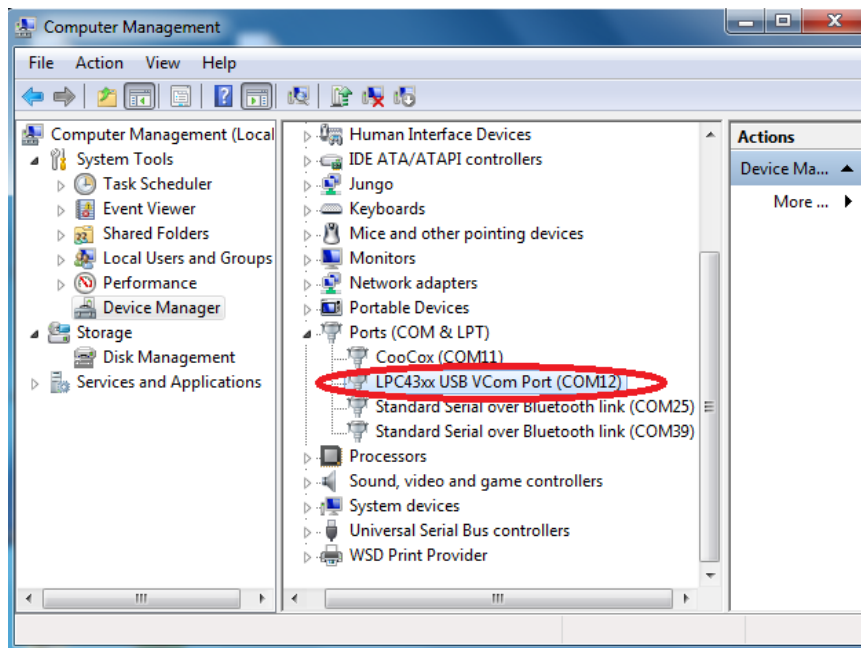 Computer Management
File Action View Help
Computer Management (Local
System Tools
Task Scheduler
Event Viewer
Shared Folders
Local Users and Groups
Performance
Device Manager
Storage
Disk Management
Services and Applications
Human Interface Devices
IDE ATA/ATAPI controllers
Jungo
Keyboards
Mice and other pointing devices
Monitors
Network adapters
Portable Devices
Ports (COM & LPT)
CooCox (COM11)
LPC43xx USB VCom Port (COM12)
Standard Serial over Bluetooth link (COM25)
Standard Serial over Bluetooth link (COM39)
Processors
Sound, video and game controllers
System devices
Universal Serial Bus controllers
WSD Print Provider
Actions
Device Ma...
More ...